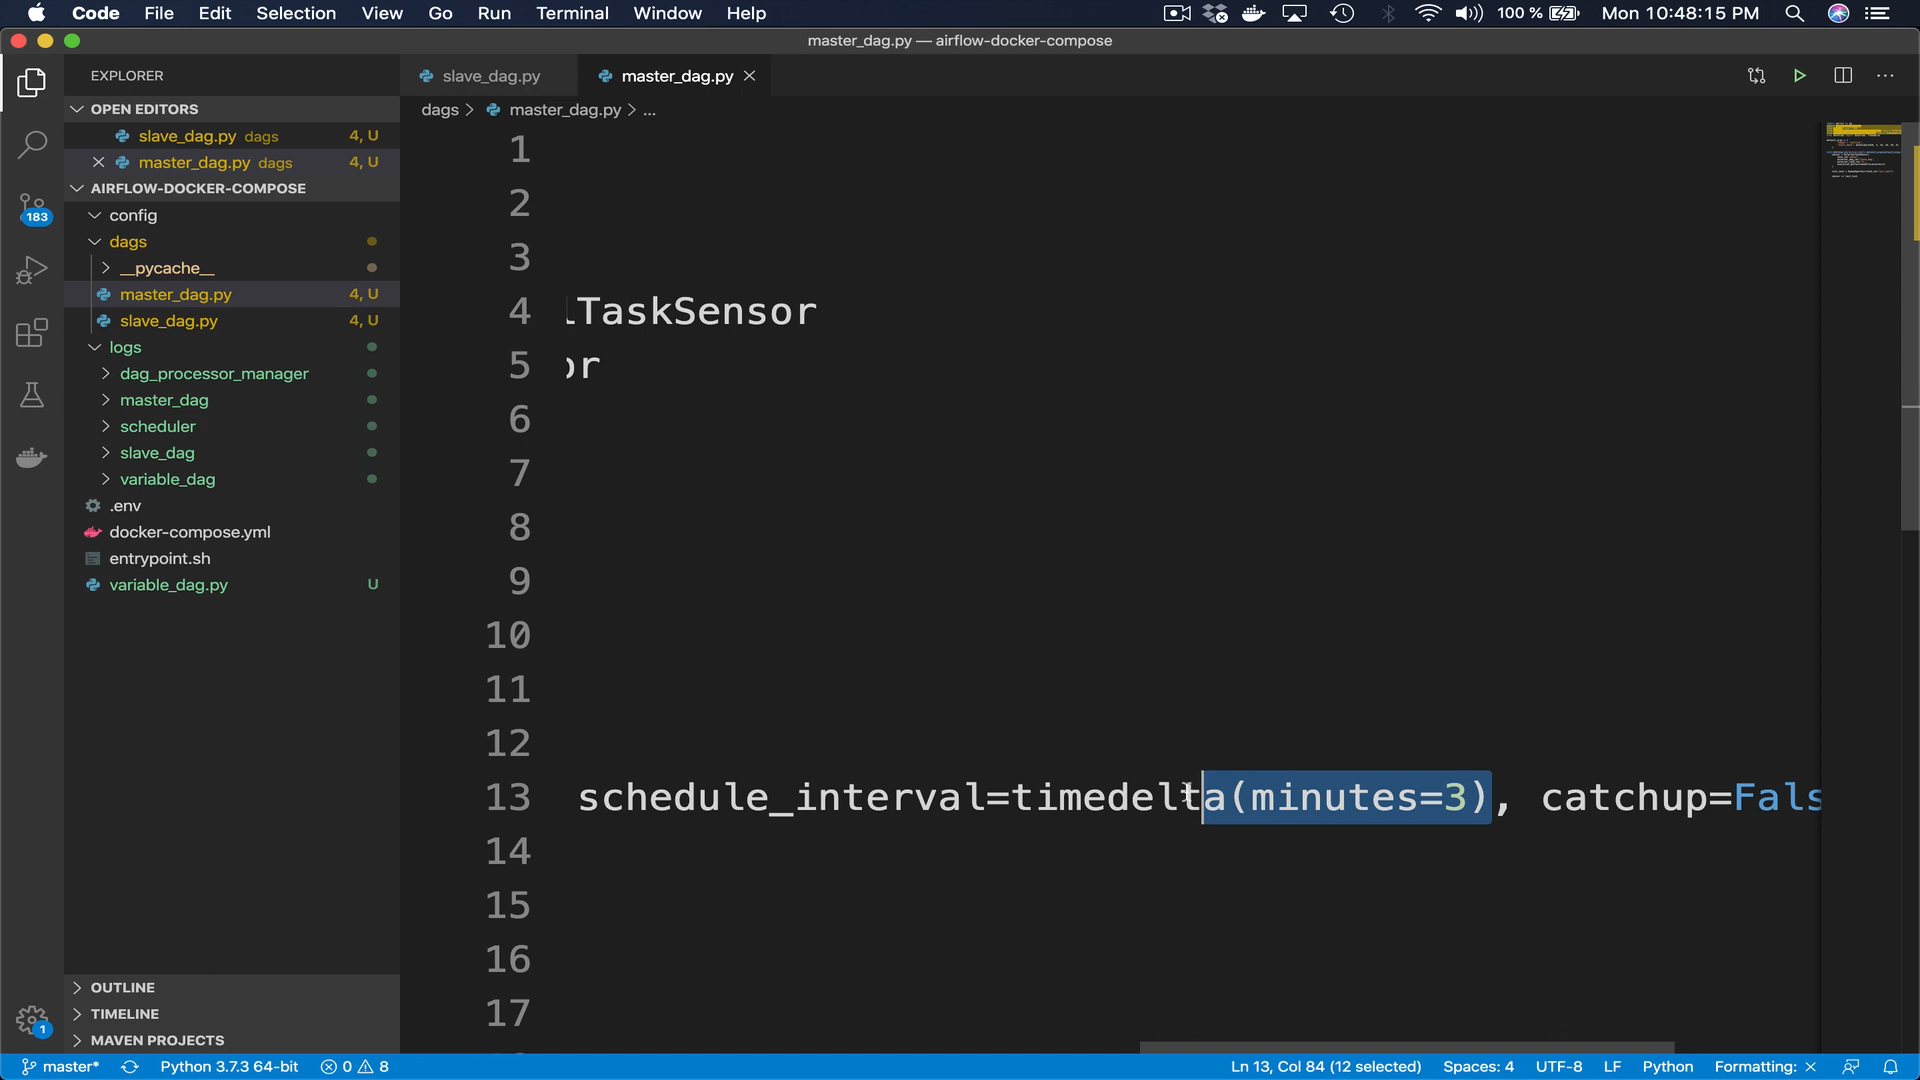 Code File Edit Selection View Go Run Terminal Window Help 100 % Mon 10:48:15 PM
master_dag.py — airflow-docker-compose
EXPLORER
OPEN EDITORS
slave_dag.py dags 4, U
master_dag.py dags 4, U
AIRFLOW-DOCKER-COMPOSE
config
dags
__pycache__
master_dag.py 4, U
slave_dag.py 4, U
logs
dag_processor_manager
master_dag
scheduler
slave_dag
variable_dag
.env
docker-compose.yml
entrypoint.sh
variable_dag.py U
OUTLINE
TIMELINE
MAVEN PROJECTS
183
1
slave_dag.py master_dag.py
dags > master_dag.py > ...
1
2
3
4 lTaskSensor
5 or
6
7
8
9
10
11
12
13 schedule_interval=timedelta(minutes=3), catchup=Fals
14
15
16
17
master* Python 3.7.3 64-bit 0 8 Ln 13, Col 84 (12 selected) Spaces: 4 UTF-8 LF Python Formatting: ×